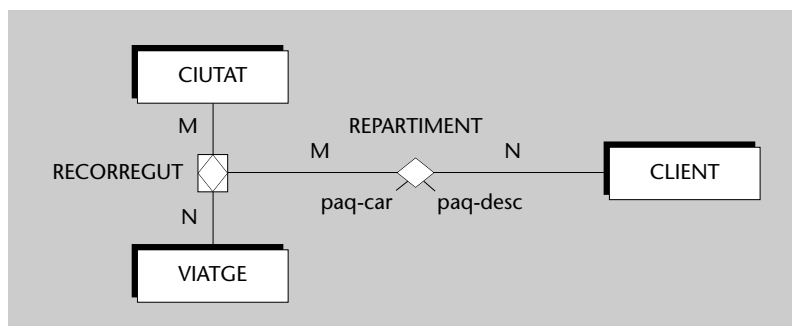 CIUTAT
M
REPARTIMENT
M
N
RECORREGUT
CLIENT
paq-car
paq-desc
N
VIATGE